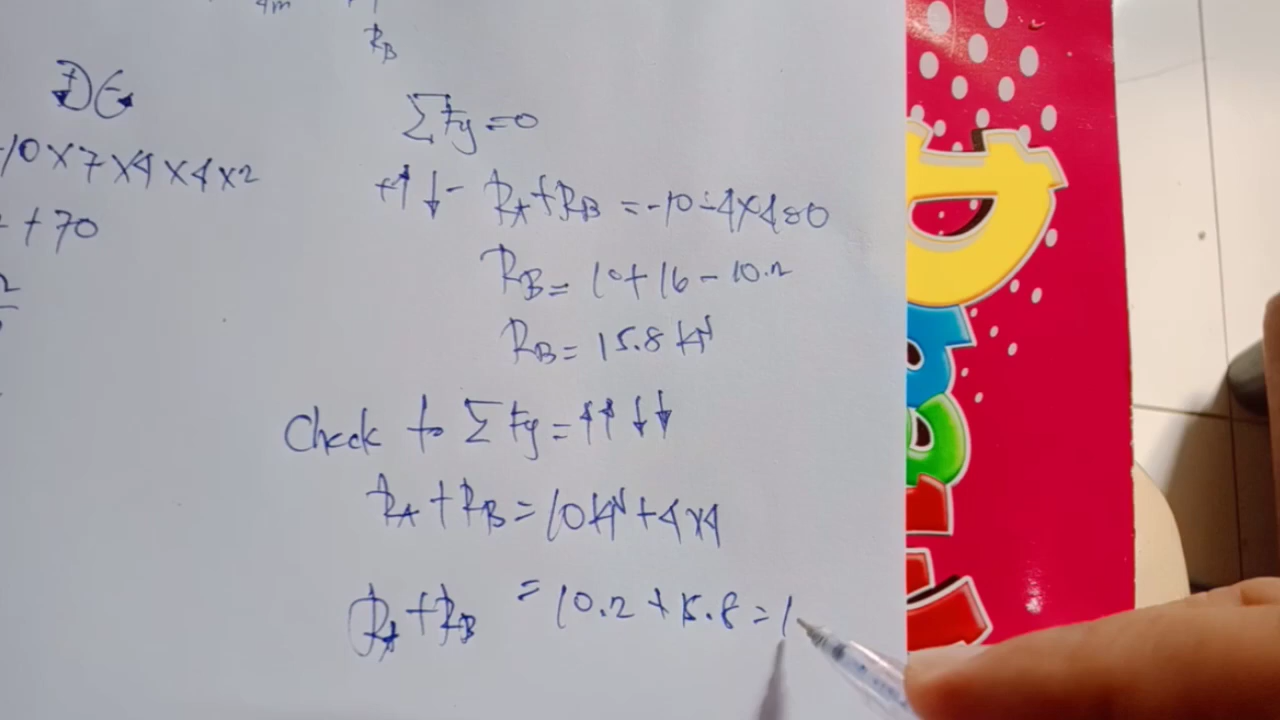 4m
RB
ΣFy=0
-10×7×4×4×2
+↑ ↓- RA+RB =-10-4×4=0
+70
RB= 10+16-10.2
RB= 15.8 kN
Check to ΣFy=↑↑↓↓
RA+RB=10kN+4×4
RA+RB =10.2+15.8=1